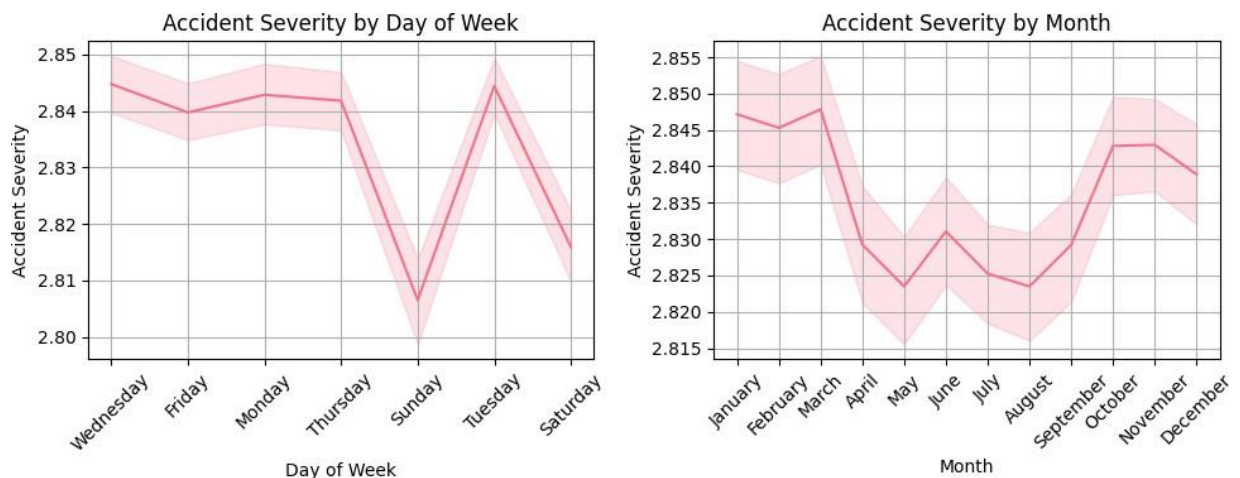 Accident Severity by Day of Week
Accident Severity
2.85
2.84
2.83
2.82
2.81
2.80
Wednesday
Friday
Monday
Thursday
Sunday
Tuesday
Saturday
Day of Week
Accident Severity by Month
Accident Severity
2.855
2.850
2.845
2.840
2.835
2.830
2.825
2.820
2.815
January
February
March
April
May
June
July
August
September
October
November
December
Month